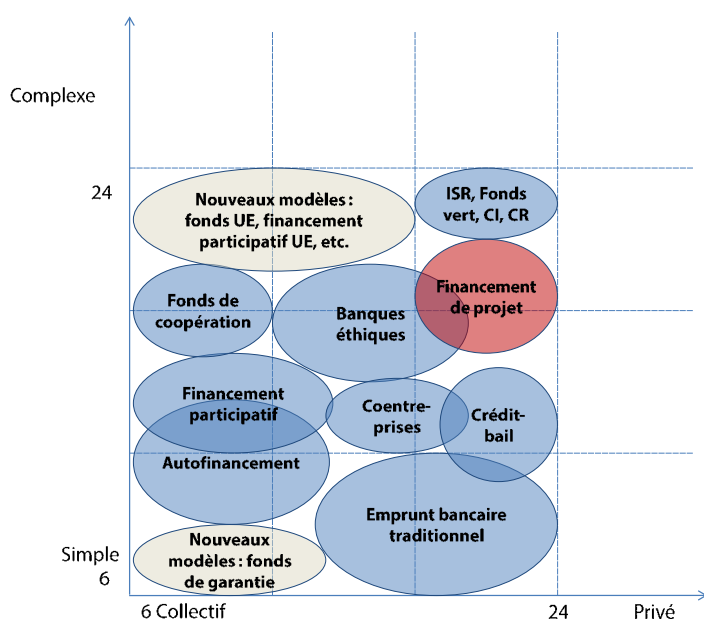 Complexe
24
Nouveaux modèles :
fonds UE, financement
participatif UE, etc.
ISR, Fonds
vert, CI, CR
Fonds de
coopération
Banques
éthiques
Financement
de projet
Financement
participatif
Coentre-
prises
Crédit-
bail
Autofinancement
Emprunt bancaire
traditionnel
Nouveaux
modèles : fonds
de garantie
Simple
6
6 Collectif
24
Privé